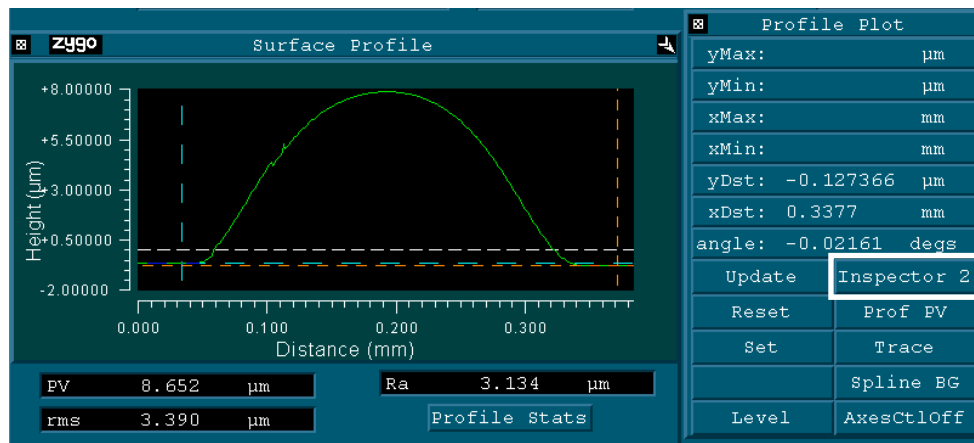 zygo Surface Profile
+8.00000
+5.50000
+3.00000
+0.50000
-2.00000
Height (µm)
0.000 0.100 0.200 0.300
Distance (mm)
PV 8.652 µm
Ra 3.134 µm
rms 3.390 µm
Profile Stats
Profile Plot
yMax: µm
yMin: µm
xMax: mm
xMin: mm
yDst: -0.127366 µm
xDst: 0.3377 mm
angle: -0.02161 degs
Update Inspector 2
Reset Prof PV
Set Trace
Spline BG
Level AxesCtlOff